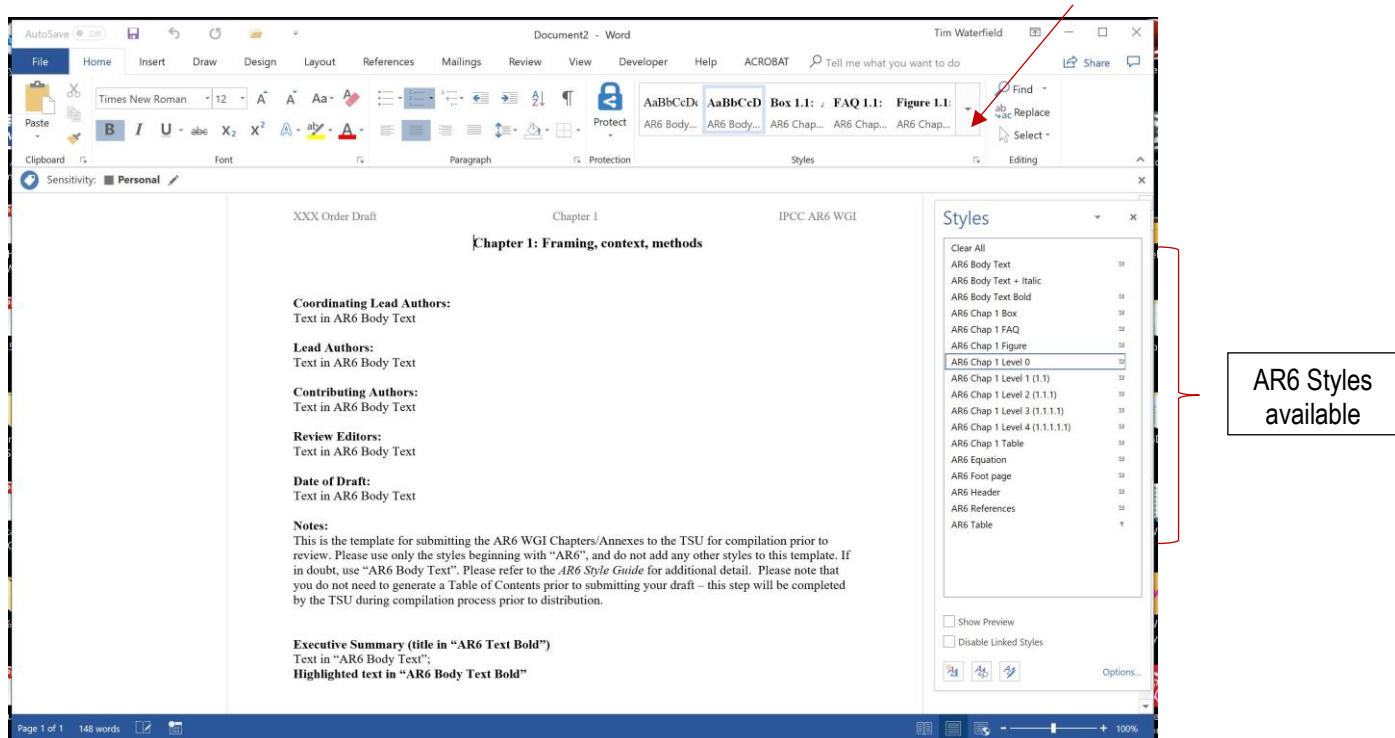 AutoSave Off Document2 - Word Tim Waterfield
File Home Insert Draw Design Layout References Mailings Review View Developer Help ACROBAT Tell me what you want to do Share
Paste
Times New Roman 12 A A Aa
B I U abc X₂ X² A ab A
Protect
AaBbCcDc AaBbCcD Box 1.1: FAQ 1.1: Figure 1.1:
AR6 Body... AR6 Body... AR6 Chap... AR6 Chap... AR6 Chap...
Find
Replace
Select
Clipboard Font Paragraph Protection Styles Editing
Sensitivity: Personal
XXX Order Draft Chapter 1 IPCC AR6 WGI
Chapter 1: Framing, context, methods
Coordinating Lead Authors:
Text in AR6 Body Text
Lead Authors:
Text in AR6 Body Text
Contributing Authors:
Text in AR6 Body Text
Review Editors:
Text in AR6 Body Text
Date of Draft:
Text in AR6 Body Text
Notes:
This is the template for submitting the AR6 WGI Chapters/Annexes to the TSU for compilation prior to
review. Please use only the styles beginning with “AR6”, and do not add any other styles to this template. If
in doubt, use “AR6 Body Text”. Please refer to the AR6 Style Guide for additional detail. Please note that
you do not need to generate a Table of Contents prior to submitting your draft – this step will be completed
by the TSU during compilation process prior to distribution.
Executive Summary (title in “AR6 Text Bold”)
Text in “AR6 Body Text”;
Highlighted text in “AR6 Body Text Bold”
Styles
Clear All
AR6 Body Text
AR6 Body Text + Italic
AR6 Body Text Bold
AR6 Chap 1 Box
AR6 Chap 1 FAQ
AR6 Chap 1 Figure
AR6 Chap 1 Level 0
AR6 Chap 1 Level 1 (1.1)
AR6 Chap 1 Level 2 (1.1.1)
AR6 Chap 1 Level 3 (1.1.1.1)
AR6 Chap 1 Level 4 (1.1.1.1.1)
AR6 Chap 1 Table
AR6 Equation
AR6 Foot page
AR6 Header
AR6 References
AR6 Table
Show Preview
Disable Linked Styles
Options...
AR6 Styles
available
Page 1 of 1 148 words 100%